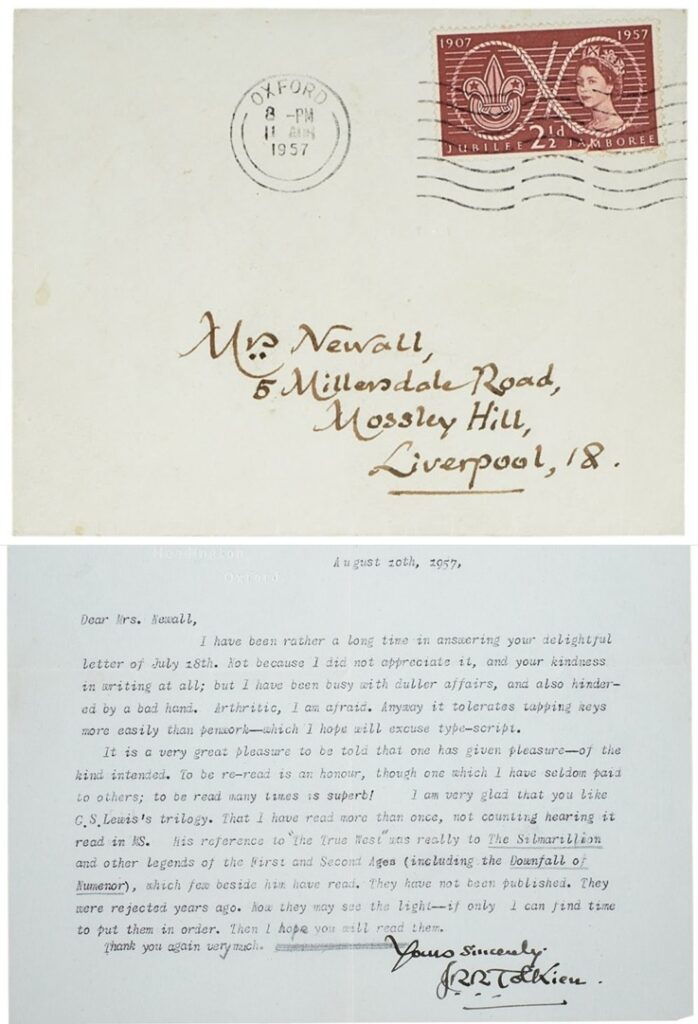 1907 1957
JUBILEE 2½d JAMBOREE
OXFORD
8 -PM
11 AUG
1957
Mrs Newall,
5 Millersdale Road,
Mossley Hill,
Liverpool, 18.
Headington
Oxford.
August 10th, 1957,
Dear Mrs. Newall,
I have been rather a long time in answering your delightful
letter of July 18th. Not because I did not appreciate it, and your kindness
in writing at all; but I have been busy with duller affairs, and also hinder-
ed by a bad hand. Arthritic, I am afraid. Anyway it tolerates tapping keys
more easily than penwork—which I hope will excuse type-script.
It is a very great pleasure to be told that one has given pleasure—of the
kind intended. To be re-read is an honour, though one which I have seldom paid
to others; to be read many times is superb! I am very glad that you like
C.S.Lewis's trilogy. That I have read more than once, not counting hearing it
read in MS. His reference to "The True West" was really to The Silmarillion
and other legends of the First and Second Ages (including the Downfall of
Numenor), which few beside him have read. They have not been published. They
were rejected years ago. Now they may see the light—if only I can find time
to put them in order. Then I hope you will read them.
Thank you again very much. Yours sincerely
J.R.R.Tolkien.